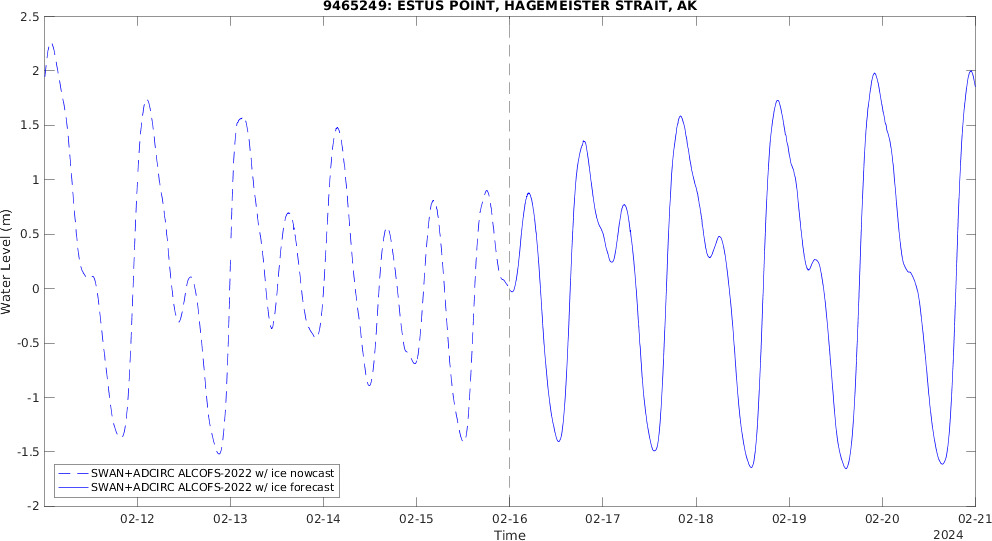 9465249: ESTUS POINT, HAGEMEISTER STRAIT, AK
2.5
2
1.5
1
0.5
0
-0.5
-1
-1.5
-2
Water Level (m)
SWAN+ADCIRC ALCOFS-2022 w/ ice nowcast
SWAN+ADCIRC ALCOFS-2022 w/ ice forecast
02-12 02-13 02-14 02-15 02-16 02-17 02-18 02-19 02-20 02-21
Time
2024